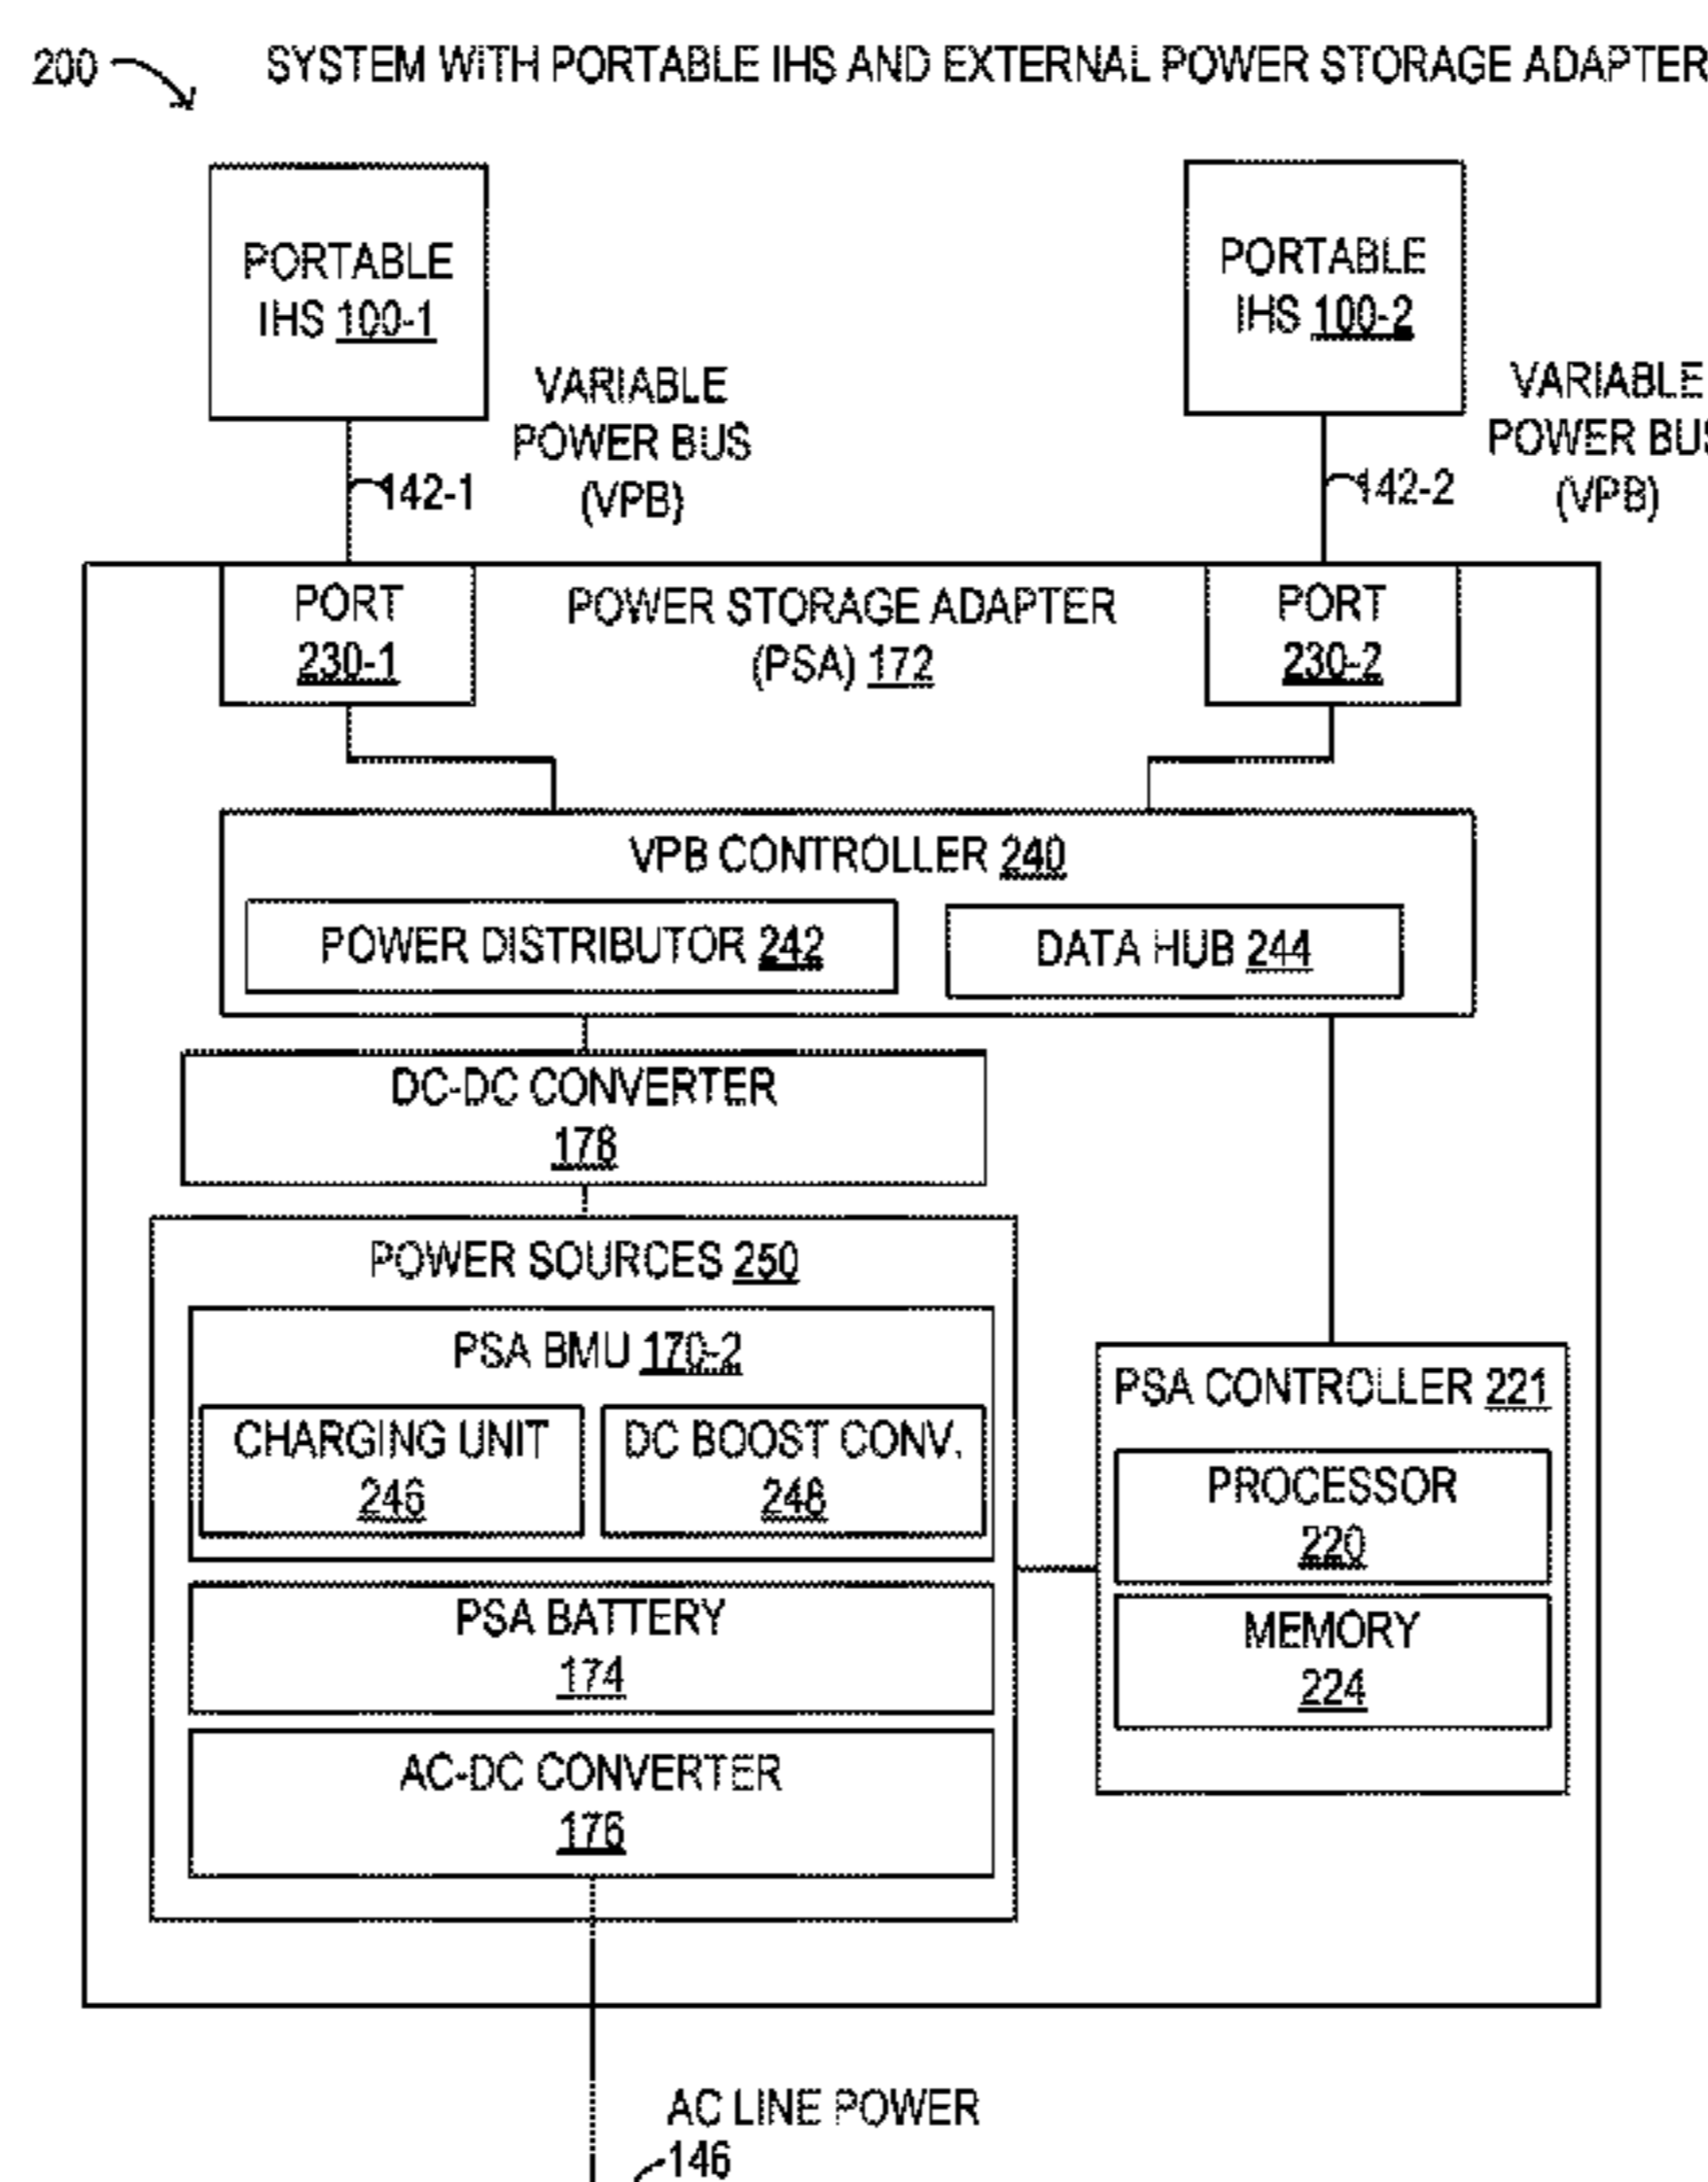 200
SYSTEM WITH PORTABLE IHS AND EXTERNAL POWER STORAGE ADAPTER
PORTABLE
IHS 100-1
PORTABLE
IHS 100-2
VARIABLE
POWER BUS
(VPB)
142-1
VARIABLE
POWER BUS
(VPB)
142-2
PORT
230-1
POWER STORAGE ADAPTER
(PSA) 172
PORT
230-2
VPB CONTROLLER 240
POWER DISTRIBUTOR 242
DATA HUB 244
DC-DC CONVERTER
178
POWER SOURCES 250
PSA BMU 170-2
CHARGING UNIT
246
DC BOOST CONV.
248
PSA BATTERY
174
AC-DC CONVERTER
176
PSA CONTROLLER 221
PROCESSOR
220
MEMORY
224
AC LINE POWER
146